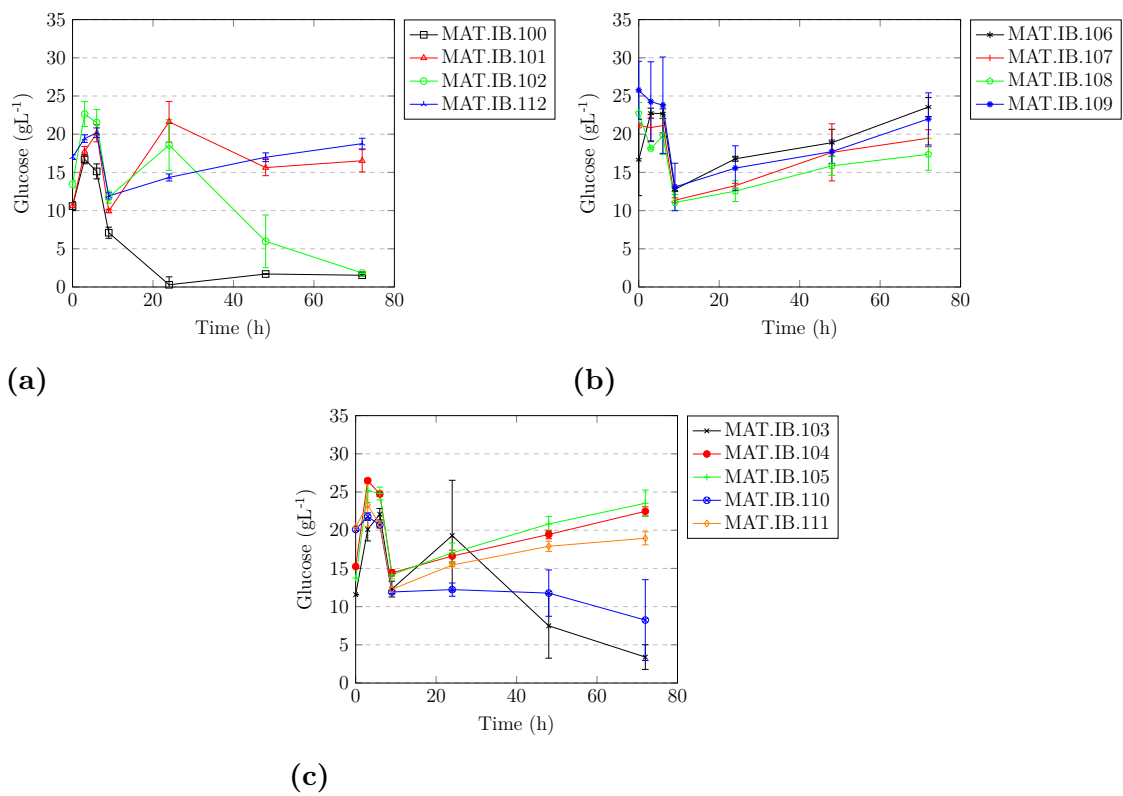 35
30
25
20
15
10
5
0
Glucose (gL⁻¹)
0 20 40 60 80
Time (h)
MAT.IB.100
MAT.IB.101
MAT.IB.102
MAT.IB.112
(a)
35
30
25
20
15
10
5
0
Glucose (gL⁻¹)
0 20 40 60 80
Time (h)
MAT.IB.106
MAT.IB.107
MAT.IB.108
MAT.IB.109
(b)
35
30
25
20
15
10
5
0
Glucose (gL⁻¹)
0 20 40 60 80
Time (h)
MAT.IB.103
MAT.IB.104
MAT.IB.105
MAT.IB.110
MAT.IB.111
(c)